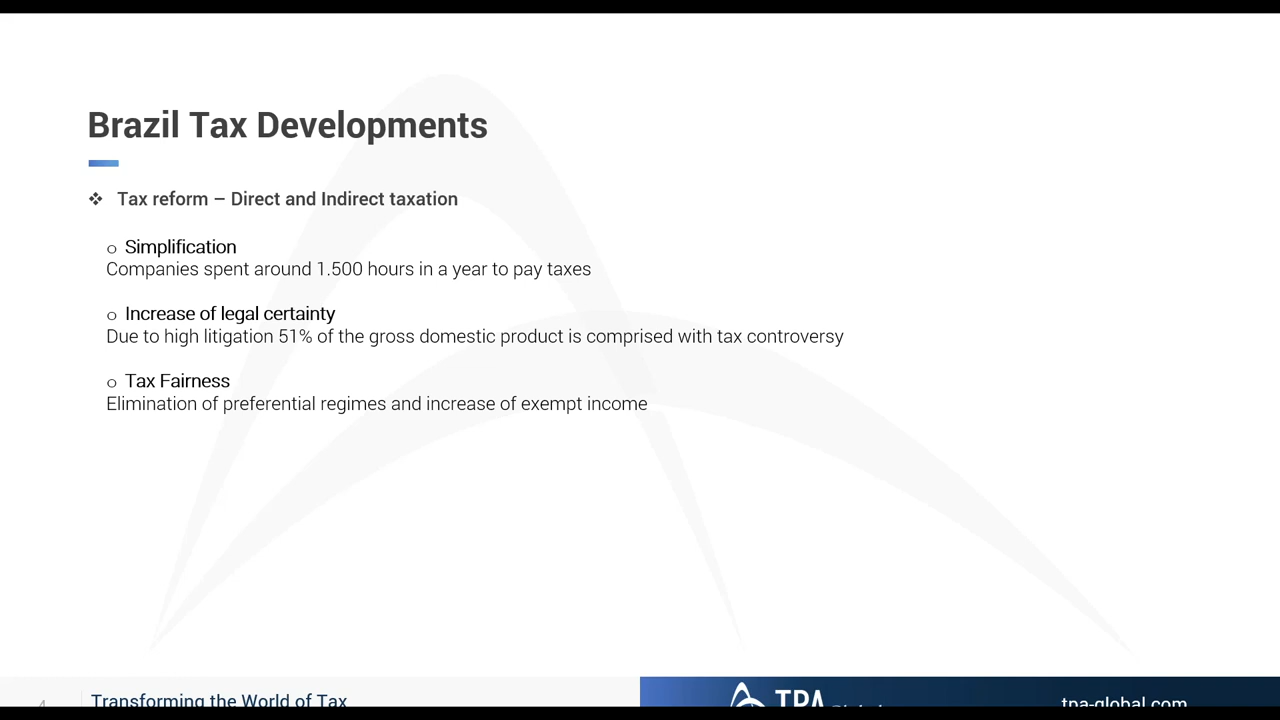 Brazil Tax Developments
❖ Tax reform – Direct and Indirect taxation
o Simplification
Companies spent around 1.500 hours in a year to pay taxes
o Increase of legal certainty
Due to high litigation 51% of the gross domestic product is comprised with tax controversy
o Tax Fairness
Elimination of preferential regimes and increase of exempt income
4
Transforming the World of Tax
TPA Global
tpa-global.com